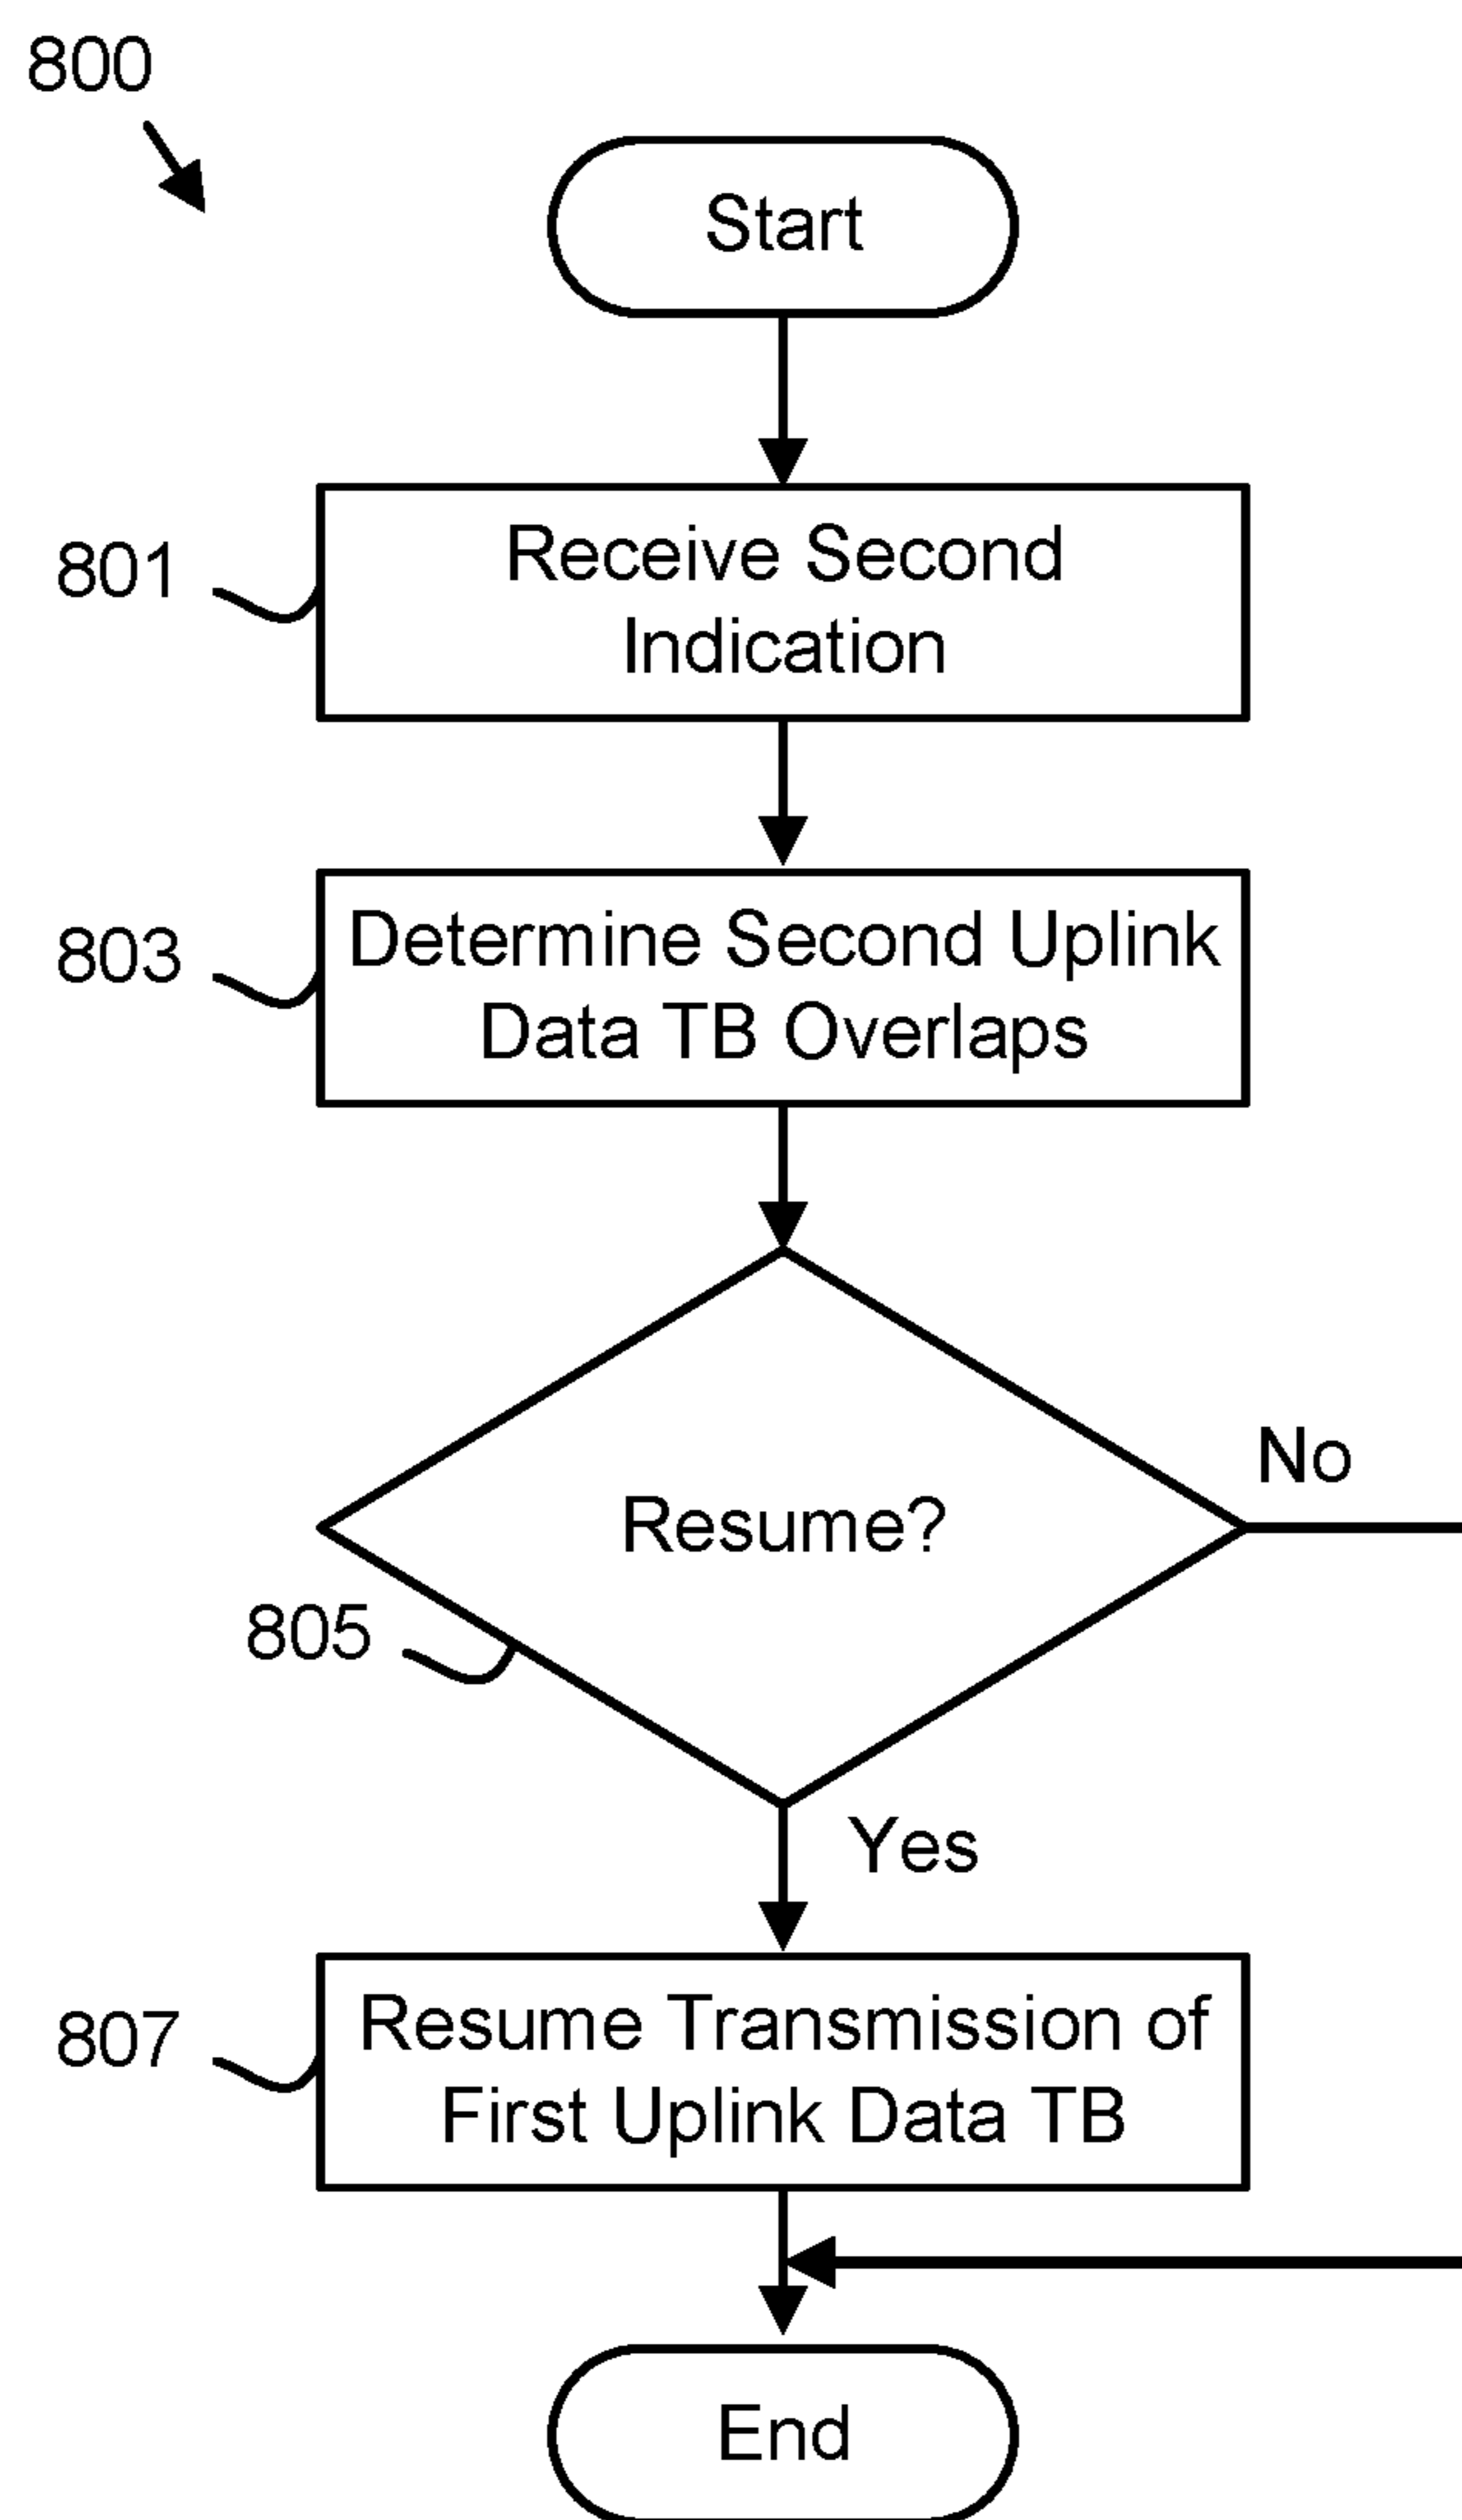 800
Start
801
Receive Second
Indication
803
Determine Second Uplink
Data TB Overlaps
Resume?
No
805
Yes
807
Resume Transmission of
First Uplink Data TB
End